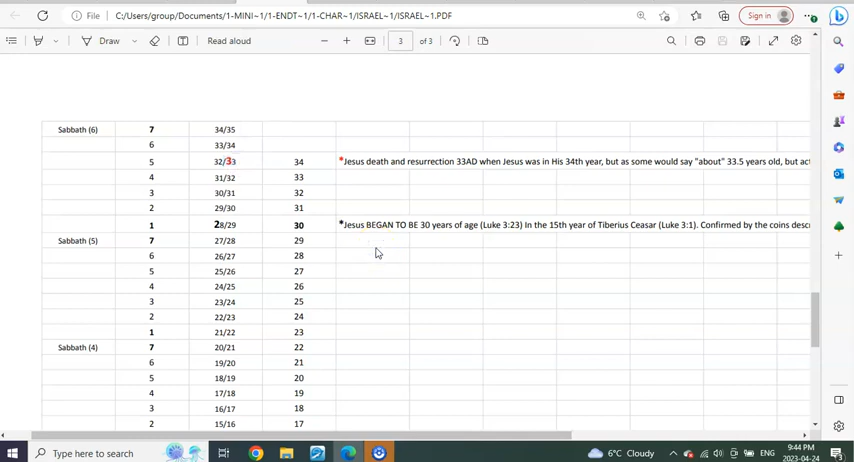 File C:/Users/group/Documents/1-MINI~1/1-ENDT~1/1-CHAR~1/ISRAEL~1/ISRAEL~1.PDF Sign in
Draw Read aloud 3 of 3
Sabbath (6) 7 34/35
6 33/34
5 32/33 34 *Jesus death and resurrection 33AD when Jesus was in His 34th year, but as some would say "about" 33.5 years old, but act
4 31/32 33
3 30/31 32
2 29/30 31
1 28/29 30 *Jesus BEGAN TO BE 30 years of age (Luke 3:23) In the 15th year of Tiberius Ceasar (Luke 3:1). Confirmed by the coins descr
Sabbath (5) 7 27/28 29
6 26/27 28
5 25/26 27
4 24/25 26
3 23/24 25
2 22/23 24
1 21/22 23
Sabbath (4) 7 20/21 22
6 19/20 21
5 18/19 20
4 17/18 19
3 16/17 18
2 15/16 17
Type here to search 6°C Cloudy ENG 9:44 PM
2023-04-24